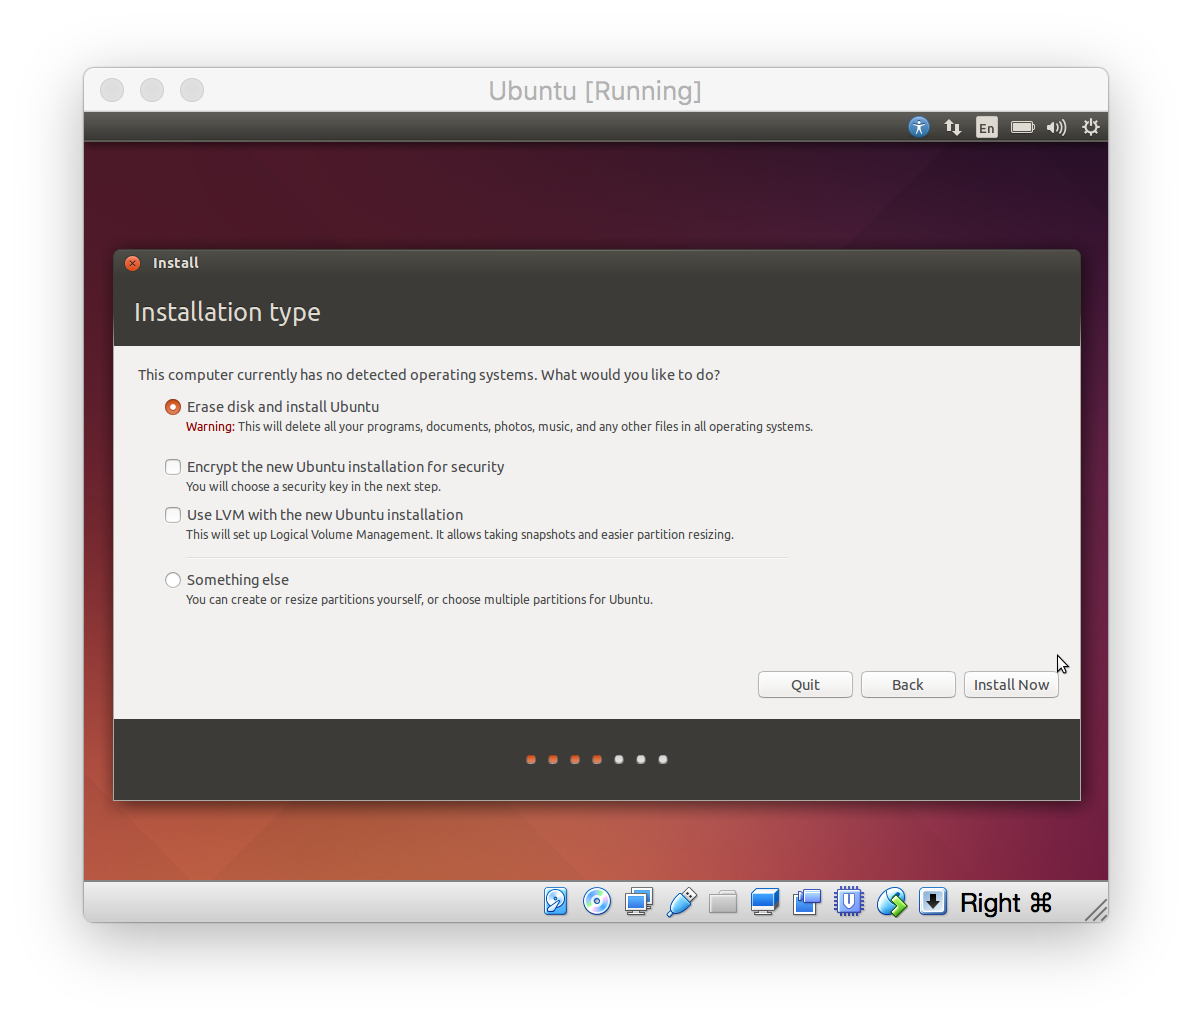 Ubuntu [Running]
En
Install
Installation type
This computer currently has no detected operating systems. What would you like to do?
Erase disk and install Ubuntu
Warning: This will delete all your programs, documents, photos, music, and any other files in all operating systems.
Encrypt the new Ubuntu installation for security
You will choose a security key in the next step.
Use LVM with the new Ubuntu installation
This will set up Logical Volume Management. It allows taking snapshots and easier partition resizing.
Something else
You can create or resize partitions yourself, or choose multiple partitions for Ubuntu.
Quit Back Install Now
Right ⌘